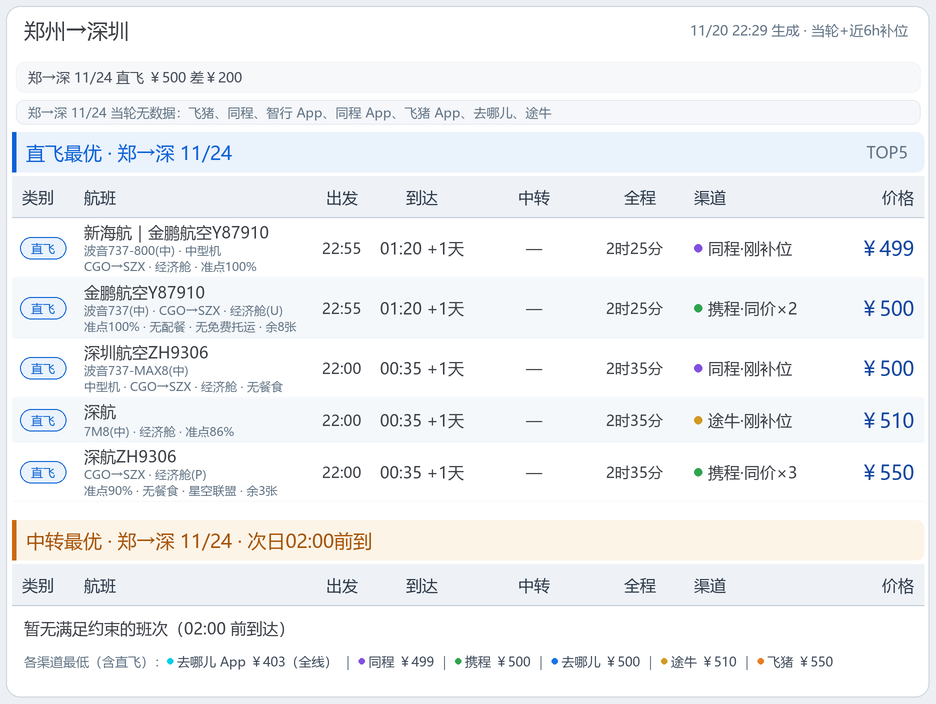 郑州→深圳
11/20 22:29 生成 · 当轮+近6h补位
郑→深 11/24 直飞 ￥500 差￥200
郑→深 11/24 当轮无数据：飞猪、同程、智行 App、同程 App、飞猪 App、去哪儿、途牛
直飞最优 · 郑→深 11/24 TOP5
类别 航班 出发 到达 中转 全程 渠道 价格
新海航｜金鹏航空Y87910
波音737-800(中) · 中型机
CGO→SZX · 经济舱 · 准点100%
直飞 22:55 01:20 +1天 — 2时25分 同程·刚补位 ￥499
金鹏航空Y87910
波音737(中) · CGO→SZX · 经济舱(U)
准点100% · 无配餐 · 无免费托运 · 余8张
直飞 22:55 01:20 +1天 — 2时25分 携程·同价×2 ￥500
深圳航空ZH9306
波音737-MAX8(中)
中型机 · CGO→SZX · 经济舱 · 无餐食
直飞 22:00 00:35 +1天 — 2时35分 同程·刚补位 ￥500
深航
7M8(中) · 经济舱 · 准点86%
直飞 22:00 00:35 +1天 — 2时35分 途牛·刚补位 ￥510
深航ZH9306
CGO→SZX · 经济舱(P)
准点90% · 无餐食 · 星空联盟 · 余3张
直飞 22:00 00:35 +1天 — 2时35分 携程·同价×3 ￥550
中转最优 · 郑→深 11/24 · 次日02:00前到
类别 航班 出发 到达 中转 全程 渠道 价格
暂无满足约束的班次（02:00 前到达）
各渠道最低（含直飞）: 去哪儿 App ￥403（全线） | 同程 ￥499 | 携程 ￥500 | 去哪儿 ￥500 | 途牛 ￥510 | 飞猪 ￥550